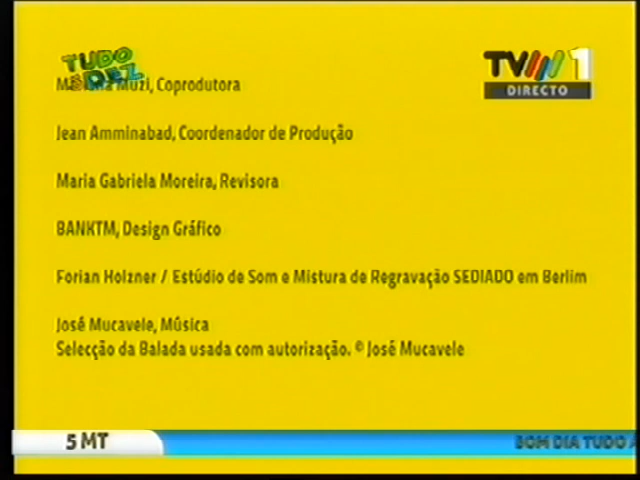 TUDO
TVM 1
DIRECTO
Muzi, Coprodutora
Jean Amminabad, Coordenador de Produção
Maria Gabriela Moreira, Revisora
BANKTM, Design Gráfico
Forian Holzner / Estúdio de Som e Mistura de Regravação SEDIADO em Berlim
José Mucavele, Música
Selecção da Balada usada com autorização. © José Mucavele
5 MT
BOM DIA TUDO